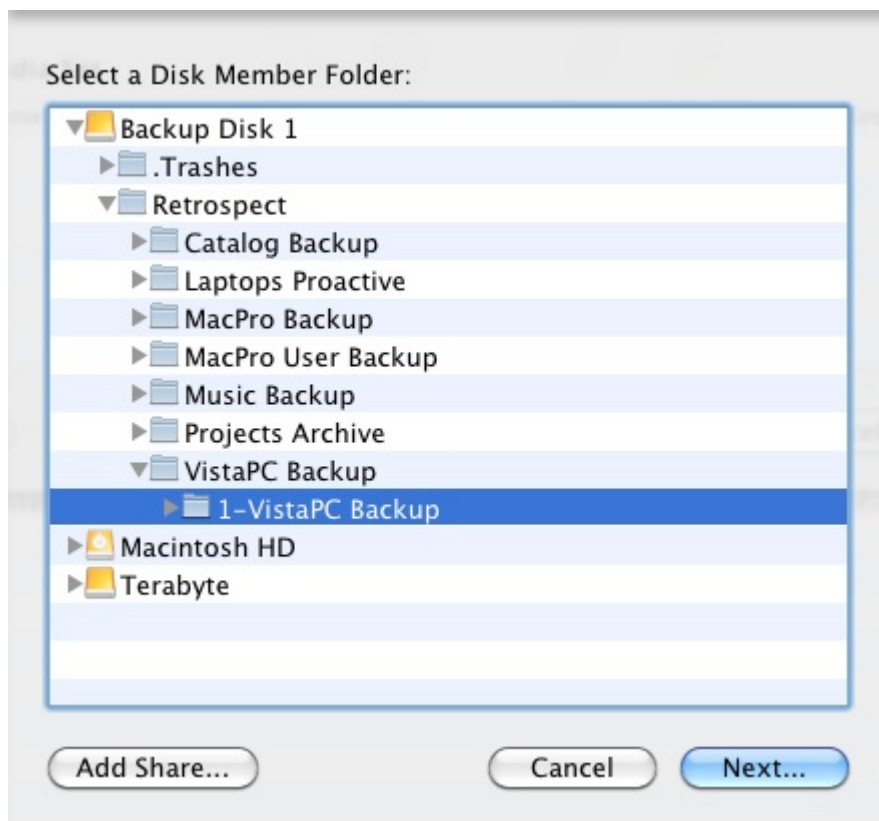 Select a Disk Member Folder:
Backup Disk 1
.Trashes
Retrospect
Catalog Backup
Laptops Proactive
MacPro Backup
MacPro User Backup
Music Backup
Projects Archive
VistaPC Backup
1-VistaPC Backup
Macintosh HD
Terabyte
Add Share... Cancel Next...